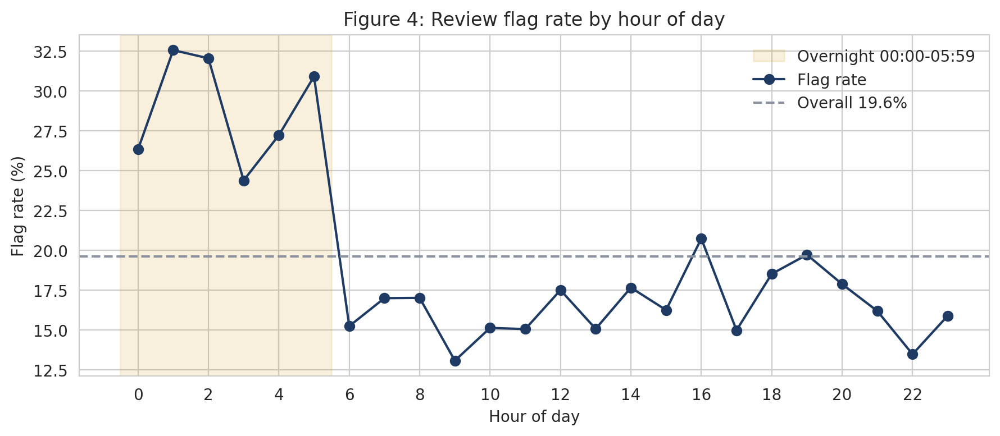 Figure 4: Review flag rate by hour of day
Overnight 00:00-05:59
Flag rate
Overall 19.6%
Flag rate (%)
32.5
30.0
27.5
25.0
22.5
20.0
17.5
15.0
12.5
0 2 4 6 8 10 12 14 16 18 20 22
Hour of day